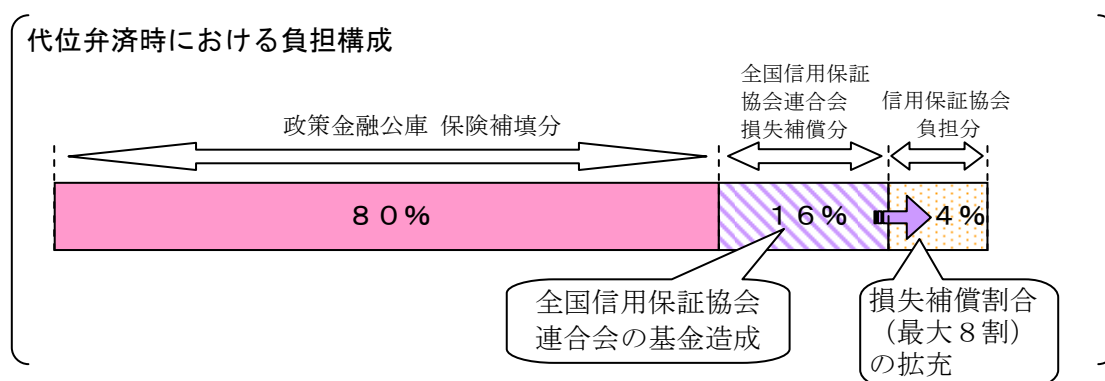 代位弁済時における負担構成
政策金融公庫 保険補填分
全国信用保証
協会連合会
損失補償分
信用保証協会
負担分
80%
16%
4%
全国信用保証協会
連合会の基金造成
損失補償割合
(最大8割)
の拡充